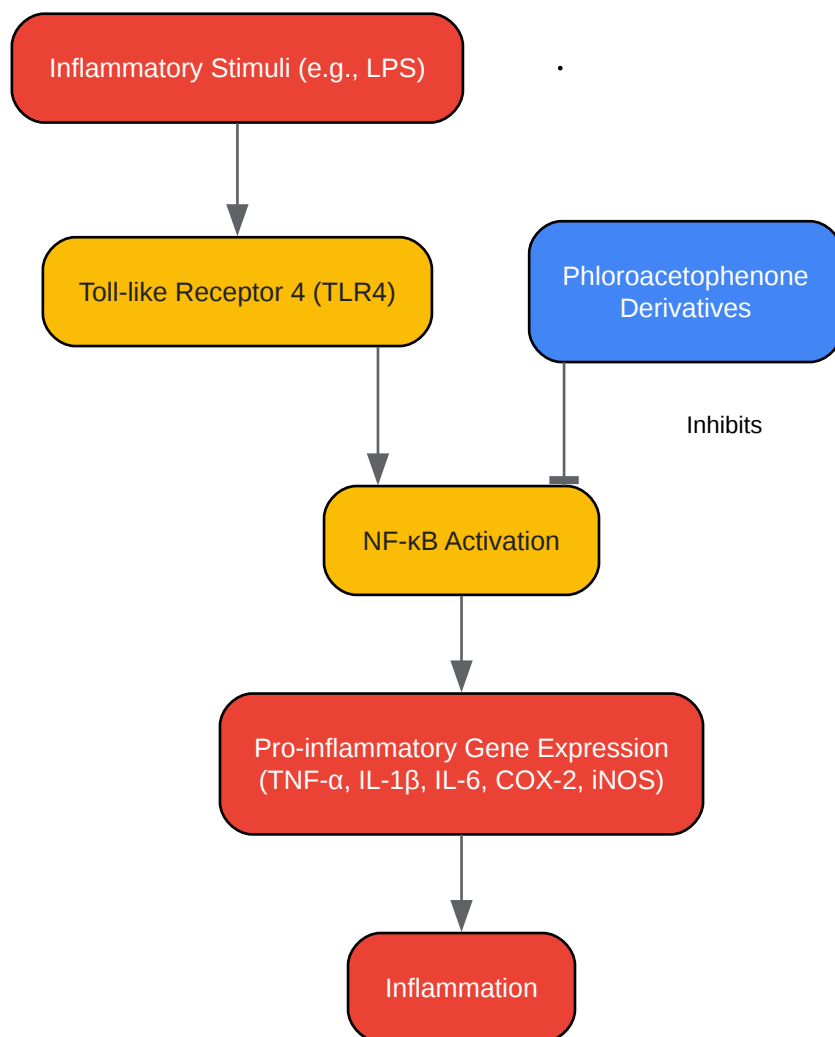 Inflammatory Stimuli (e.g., LPS)
.
Toll-like Receptor 4 (TLR4)
Phloroacetophenone
Derivatives
Inhibits
NF-κB Activation
Pro-inflammatory Gene Expression
(TNF-α, IL-1β, IL-6, COX-2, iNOS)
Inflammation